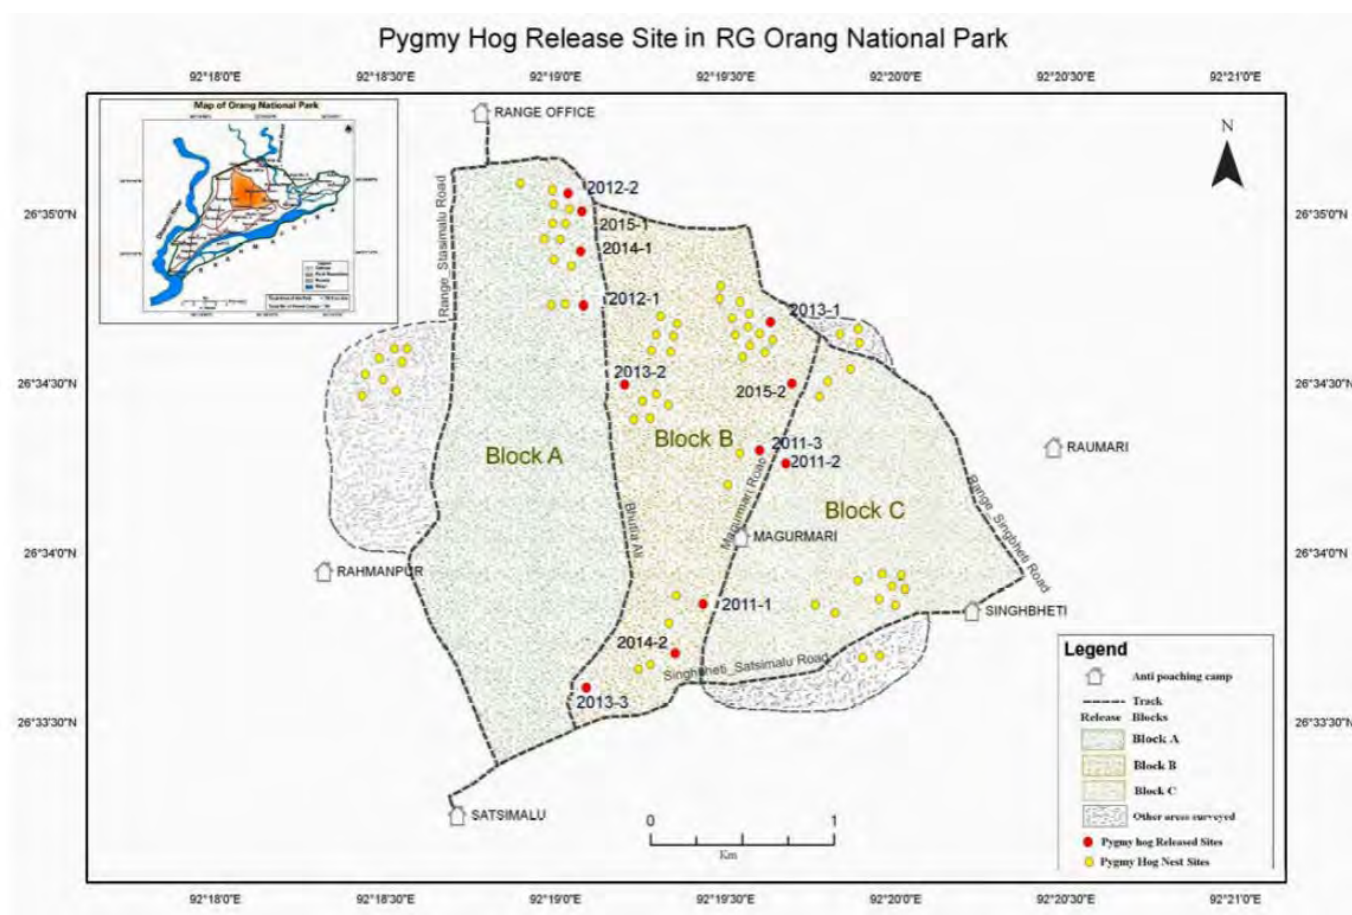 Pygmy Hog Release Site in RG Orang National Park
92°18'0"E 92°18'30"E 92°19'0"E 92°19'30"E 92°20'0"E 92°20'30"E 92°21'0"E
Map of Orang National Park
RANGE OFFICE
N
2012-2
26°35'0"N 26°35'0"N
2015-1
2014-1
Range_Stasimalu Road
2012-1
2013-1
2013-2
26°34'30"N 26°34'30"N
2015-2
Block B
2011-3
Block A
2011-2
RAUMARI
Block C
Bhutia Ali
Magurmari Road
Range_Singbheti Road
MAGURMARI
26°34'0"N 26°34'0"N
RAHMANPUR
2011-1
SINGHBHETI
2014-2
Singhbheti_Satsimalu Road
2013-3
26°33'30"N 26°33'30"N
SATSIMALU
0 1
Km
Legend
Anti poaching camp
Track
Release Blocks
Block A
Block B
Block C
Other areas surveyed
Pygmy hog Released Sites
Pygmy Hog Nest Sites
92°18'0"E 92°18'30"E 92°19'0"E 92°19'30"E 92°20'0"E 92°20'30"E 92°21'0"E